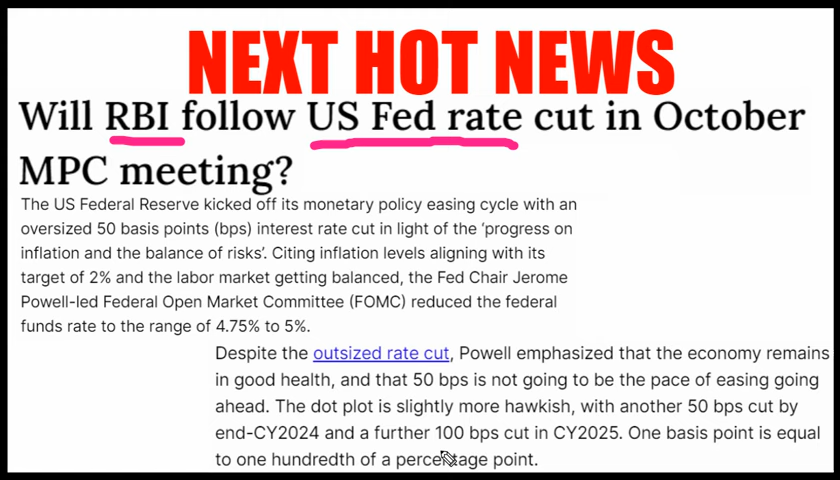 NEXT HOT NEWS
Will RBI follow US Fed rate cut in October
MPC meeting?
The US Federal Reserve kicked off its monetary policy easing cycle with an
oversized 50 basis points (bps) interest rate cut in light of the ‘progress on
inflation and the balance of risks’. Citing inflation levels aligning with its
target of 2% and the labor market getting balanced, the Fed Chair Jerome
Powell-led Federal Open Market Committee (FOMC) reduced the federal
funds rate to the range of 4.75% to 5%.
Despite the outsized rate cut, Powell emphasized that the economy remains
in good health, and that 50 bps is not going to be the pace of easing going
ahead. The dot plot is slightly more hawkish, with another 50 bps cut by
end-CY2024 and a further 100 bps cut in CY2025. One basis point is equal
to one hundredth of a percentage point.